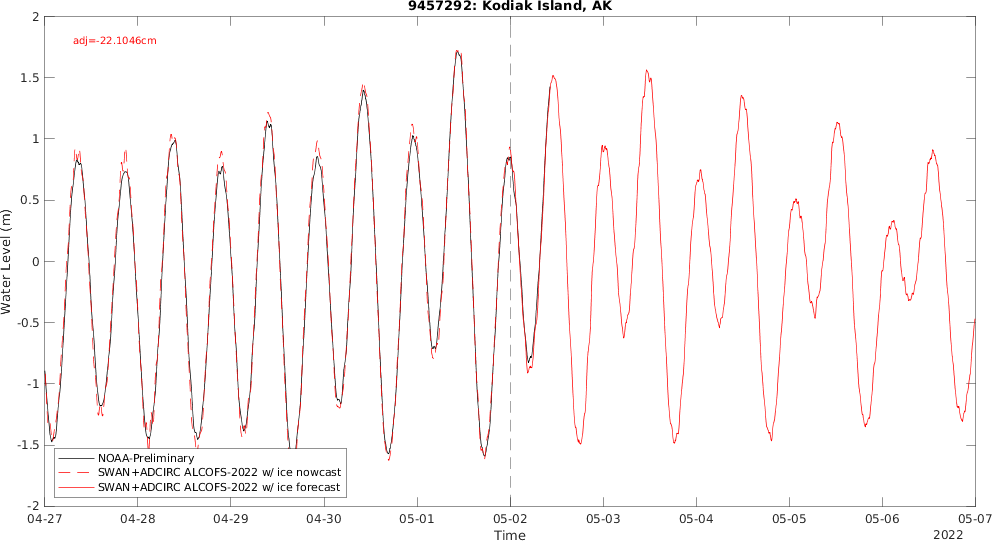 9457292: Kodiak Island, AK
adj=-22.1046cm
2
1.5
1
0.5
0
-0.5
-1
-1.5
-2
Water Level (m)
NOAA-Preliminary
SWAN+ADCIRC ALCOFS-2022 w/ ice nowcast
SWAN+ADCIRC ALCOFS-2022 w/ ice forecast
04-27 04-28 04-29 04-30 05-01 05-02 05-03 05-04 05-05 05-06 05-07
Time
2022